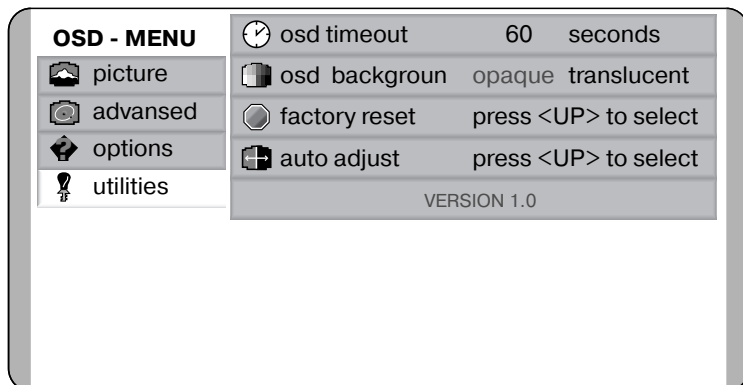 OSD - MENU
picture
advansed
options
utilities
osd timeout 60 seconds
osd backgroun opaque translucent
factory reset press <UP> to select
auto adjust press <UP> to select
VERSION 1.0